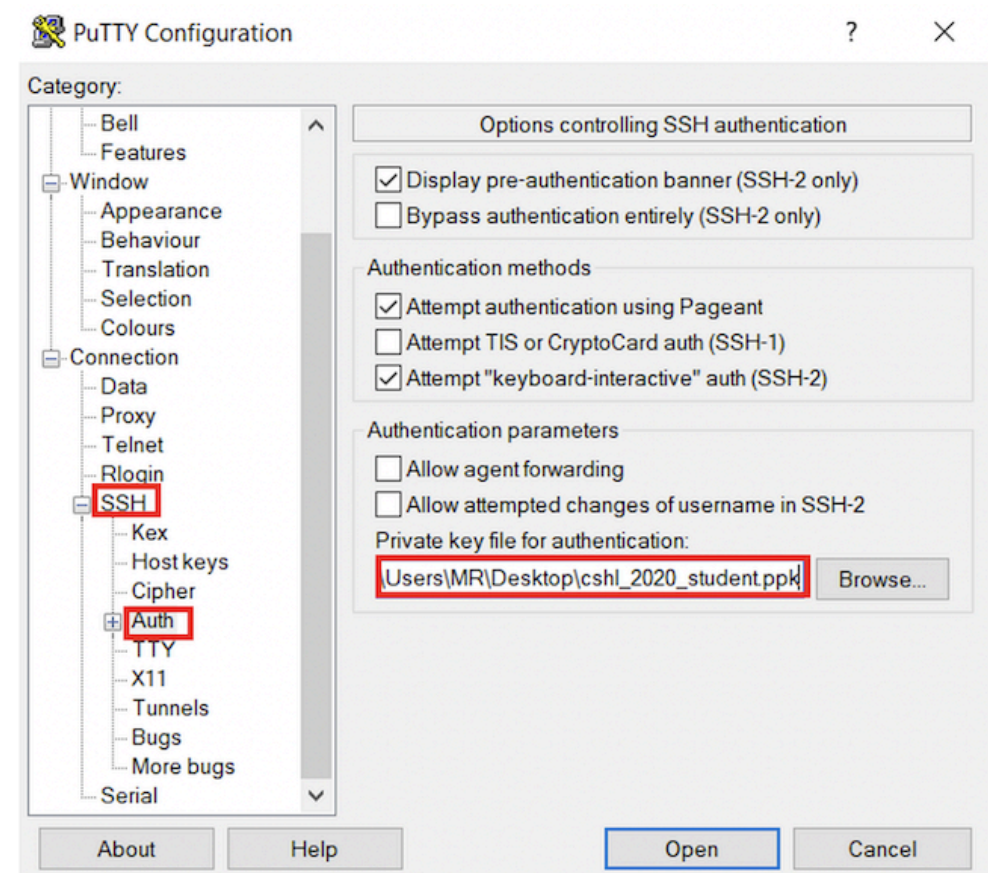 PuTTY Configuration
?
Category:
Bell
Features
Window
Appearance
Behaviour
Translation
Selection
Colours
Connection
Data
Proxy
Telnet
Rlogin
SSH
Kex
Host keys
Cipher
Auth
TTY
X11
Tunnels
Bugs
More bugs
Serial
Options controlling SSH authentication
Display pre-authentication banner (SSH-2 only)
Bypass authentication entirely (SSH-2 only)
Authentication methods
Attempt authentication using Pageant
Attempt TIS or CryptoCard auth (SSH-1)
Attempt "keyboard-interactive" auth (SSH-2)
Authentication parameters
Allow agent forwarding
Allow attempted changes of username in SSH-2
Private key file for authentication:
\Users\MR\Desktop\cshl_2020_student.ppk
Browse...
About
Help
Open
Cancel